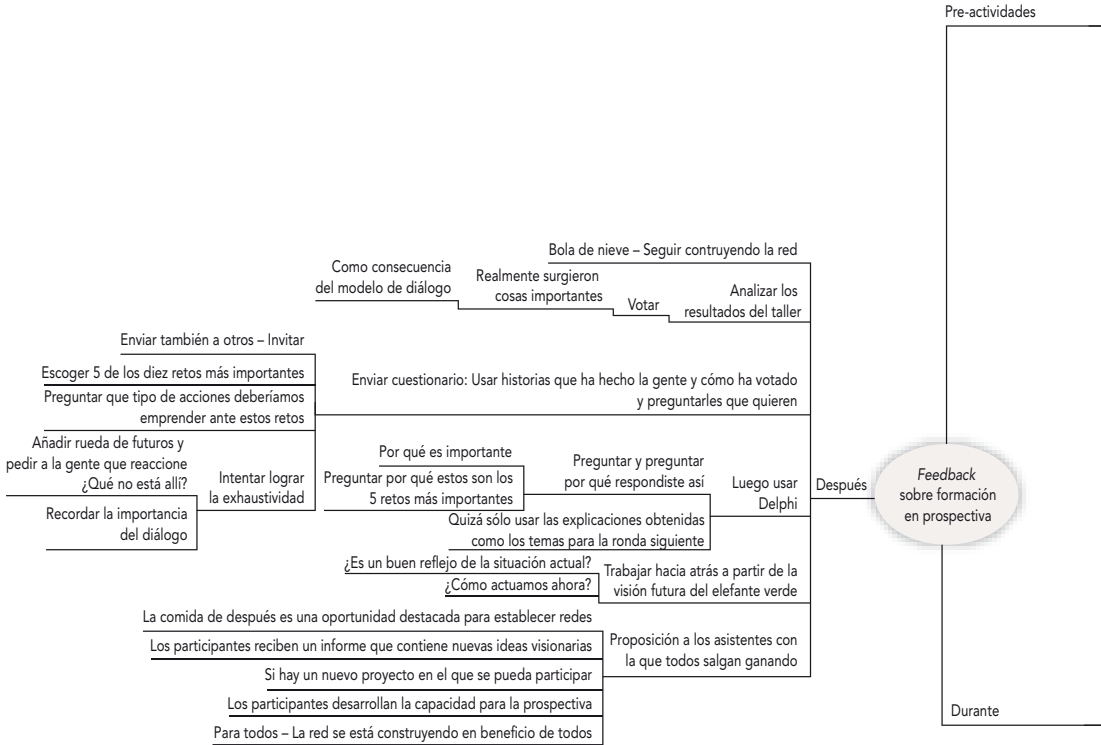 Pre-actividades
Bola de nieve – Seguir contruyendo la red
Como consecuencia
del modelo de diálogo
Realmente surgieron
cosas importantes
Votar
Analizar los
resultados del taller
Enviar también a otros – Invitar
Escoger 5 de los diez retos más importantes
Preguntar que tipo de acciones deberíamos
emprender ante estos retos
Añadir rueda de futuros y
pedir a la gente que reaccione
¿Qué no está allí?
Recordar la importancia
del diálogo
Intentar lograr
la exhaustividad
Enviar cuestionario: Usar historias que ha hecho la gente y cómo ha votado
y preguntarles que quieren
Por qué es importante
Preguntar por qué estos son los
5 retos más importantes
Preguntar y preguntar
por qué respondiste así
Quizá sólo usar las explicaciones obtenidas
como los temas para la ronda siguiente
Luego usar
Delphi
Después
Feedback
sobre formación
en prospectiva
¿Es un buen reflejo de la situación actual?
¿Cómo actuamos ahora?
Trabajar hacia atrás a partir de la
visión futura del elefante verde
La comida de después es una oportunidad destacada para establecer redes
Los participantes reciben un informe que contiene nuevas ideas visionarias
Si hay un nuevo proyecto en el que se pueda participar
Los participantes desarrollan la capacidad para la prospectiva
Para todos – La red se está construyendo en beneficio de todos
Proposición a los asistentes con
la que todos salgan ganando
Durante